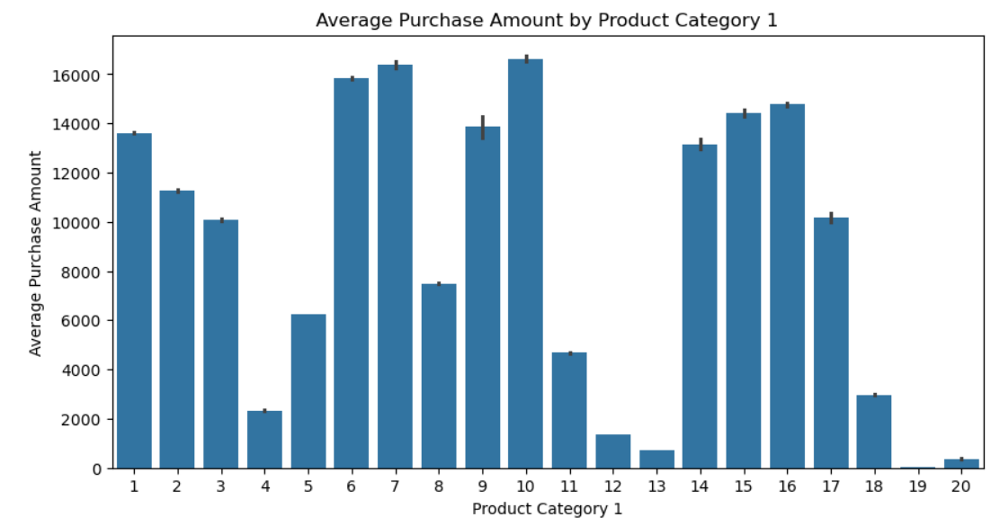 Average Purchase Amount by Product Category 1
Average Purchase Amount
16000
14000
12000
10000
8000
6000
4000
2000
0
1 2 3 4 5 6 7 8 9 10 11 12 13 14 15 16 17 18 19 20
Product Category 1